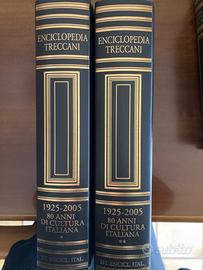 ENCICLOPEDIA
TRECCANI
1925-2005
80 ANNI
DI CULTURA
ITALIANA
*
IST. ENCICL. ITAL.
ENCICLOPEDIA
TRECCANI
1925-2005
80 ANNI
DI CULTURA
ITALIANA
**
IST. ENCICL. ITAL.
subito